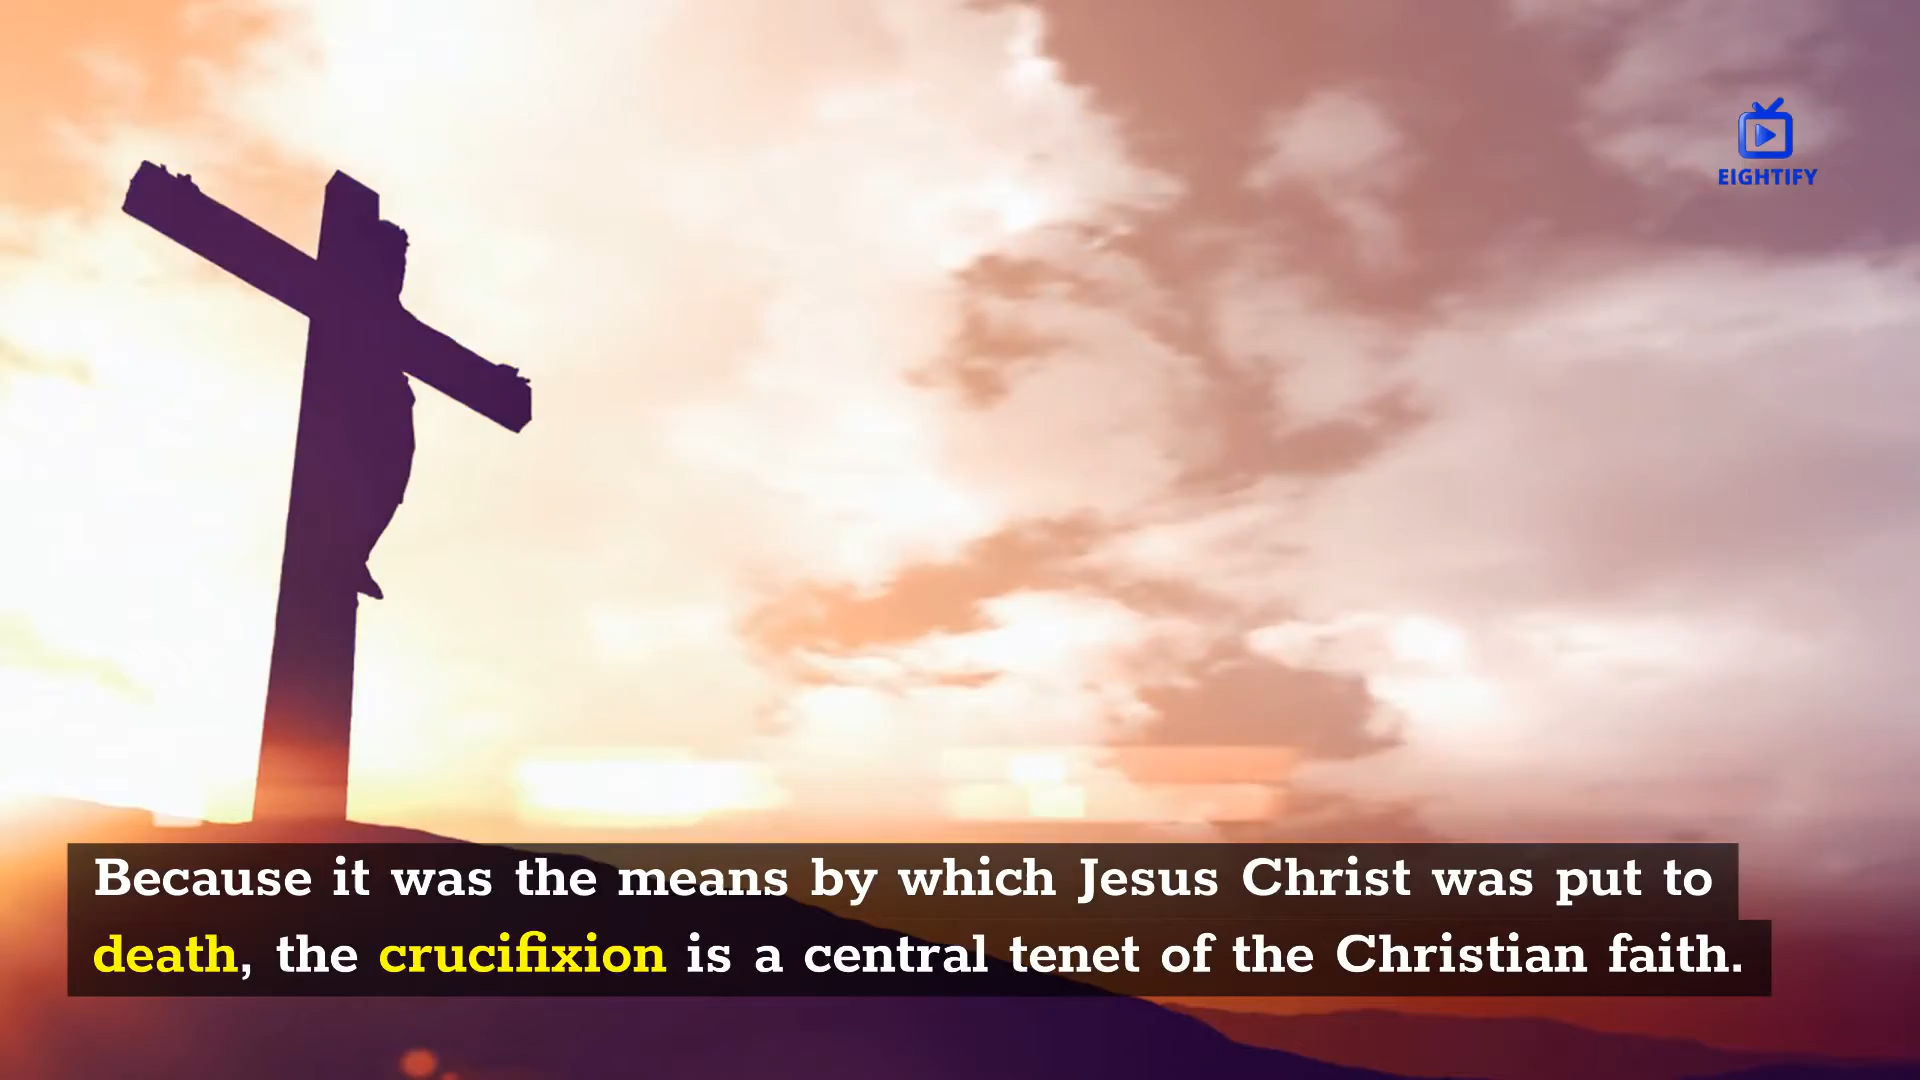 EIGHTIFY
Because it was the means by which Jesus Christ was put to
death, the crucifixion is a central tenet of the Christian faith.